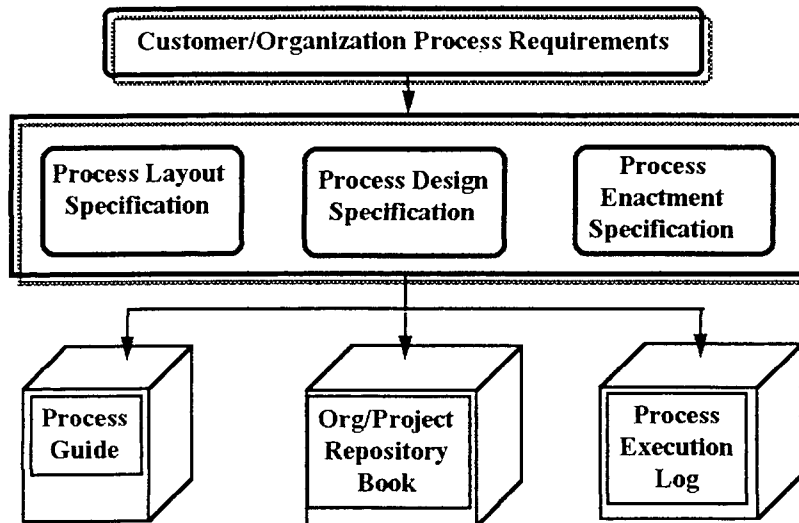 Customer/Organization Process Requirements
Process Layout
Specification
Process Design
Specification
Process
Enactment
Specification
Process
Guide
Org/Project
Repository
Book
Process
Execution
Log